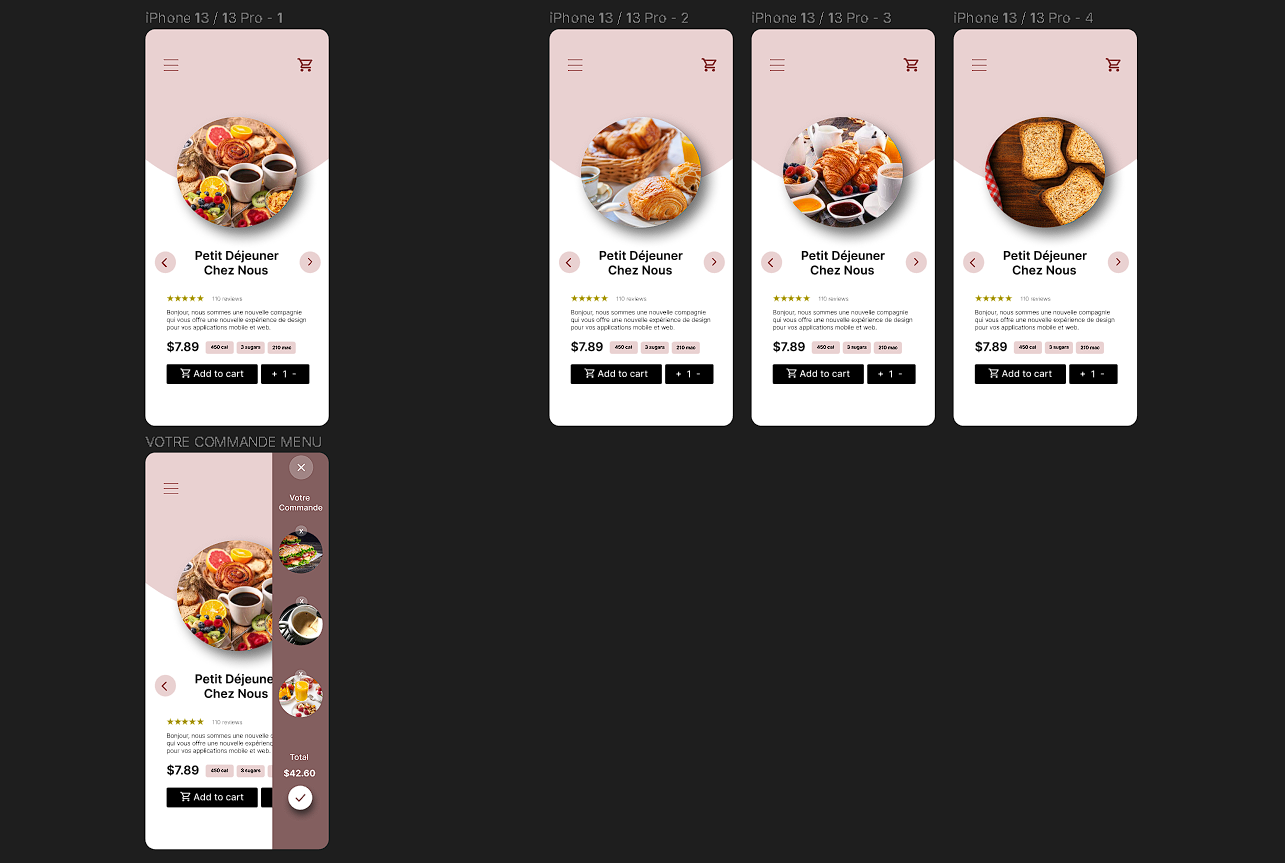 iPhone 13 / 13 Pro - 1
Petit Déjeuner
Chez Nous
★★★★★ 110 reviews
Bonjour, nous sommes une nouvelle compagnie
qui vous offre une nouvelle expérience de design
pour vos applications mobile et web.
$7.89 450 cal 3 sugars 210 mac
Add to cart + 1 -
iPhone 13 / 13 Pro - 2
Petit Déjeuner
Chez Nous
★★★★★ 110 reviews
Bonjour, nous sommes une nouvelle compagnie
qui vous offre une nouvelle expérience de design
pour vos applications mobile et web.
$7.89 450 cal 3 sugars 210 mac
Add to cart + 1 -
iPhone 13 / 13 Pro - 3
Petit Déjeuner
Chez Nous
★★★★★ 110 reviews
Bonjour, nous sommes une nouvelle compagnie
qui vous offre une nouvelle expérience de design
pour vos applications mobile et web.
$7.89 450 cal 3 sugars 210 mac
Add to cart + 1 -
iPhone 13 / 13 Pro - 4
Petit Déjeuner
Chez Nous
★★★★★ 110 reviews
Bonjour, nous sommes une nouvelle compagnie
qui vous offre une nouvelle expérience de design
pour vos applications mobile et web.
$7.89 450 cal 3 sugars 210 mac
Add to cart + 1 -
VOTRE COMMANDE MENU
Petit Déjeune
Chez Nous
★★★★★ 110 reviews
Bonjour, nous sommes une nouvelle c
qui vous offre une nouvelle expérienc
pour vos applications mobile et web.
$7.89 450 cal 3 sugars
Add to cart
Votre
Commande
x
x
x
Total
$42.60